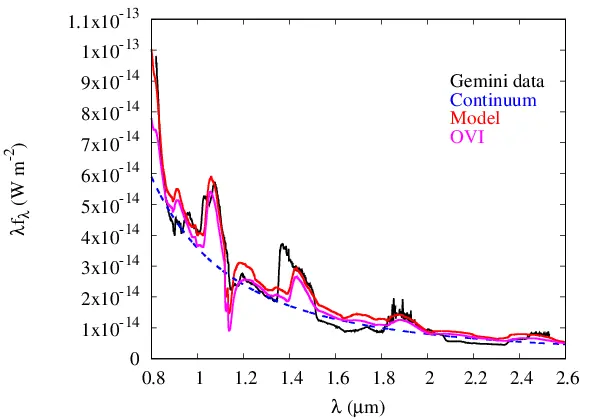 1.1x10-13
1x10-13
9x10-14
8x10-14
7x10-14
6x10-14
5x10-14
4x10-14
3x10-14
2x10-14
1x10-14
0
λfλ (W m-2)
Gemini data
Continuum
Model
OVI
0.8 1 1.2 1.4 1.6 1.8 2 2.2 2.4 2.6
λ (μm)